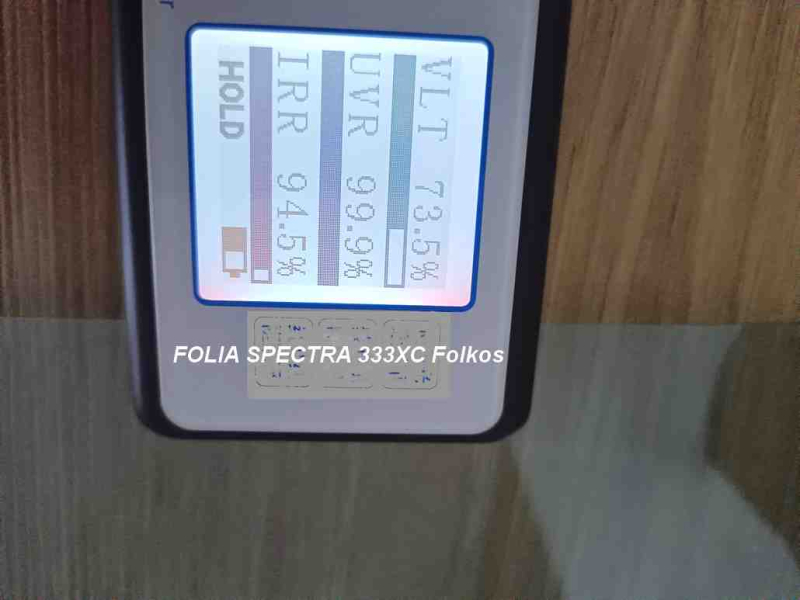 VLT 73.5%
UVR 99.9%
IRR 94.5%
HOLD
FOLIA SPECTRA 333XC Folkos